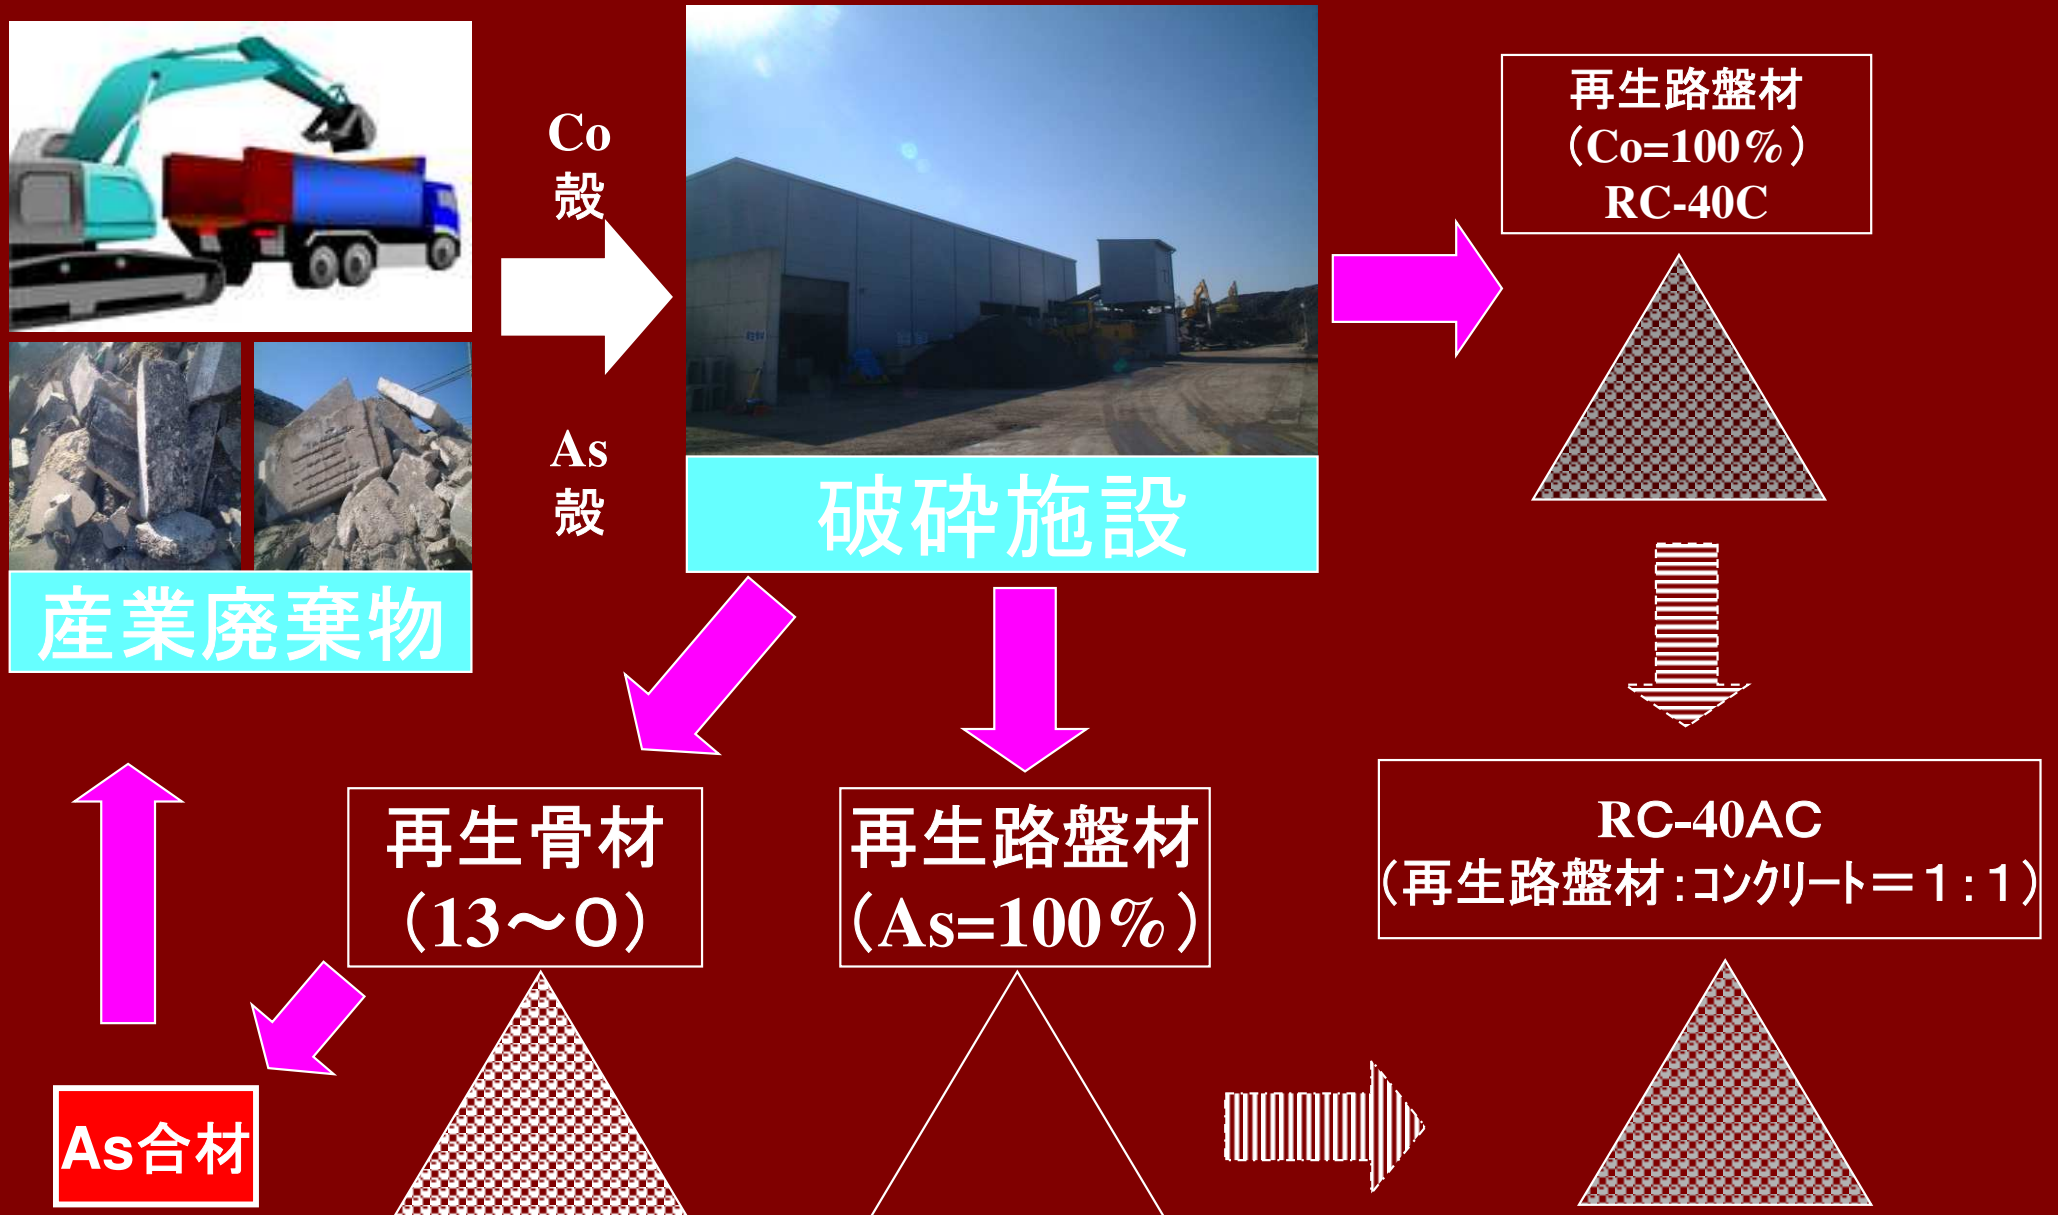 Co
殻
As
殻
産業廃棄物
破砕施設
再生路盤材
（Co=100%）
RC-40C
再生骨材
（13～0）
再生路盤材
（As=100%）
RC-40AC
（再生路盤材：コンクリート＝1：1）
As合材